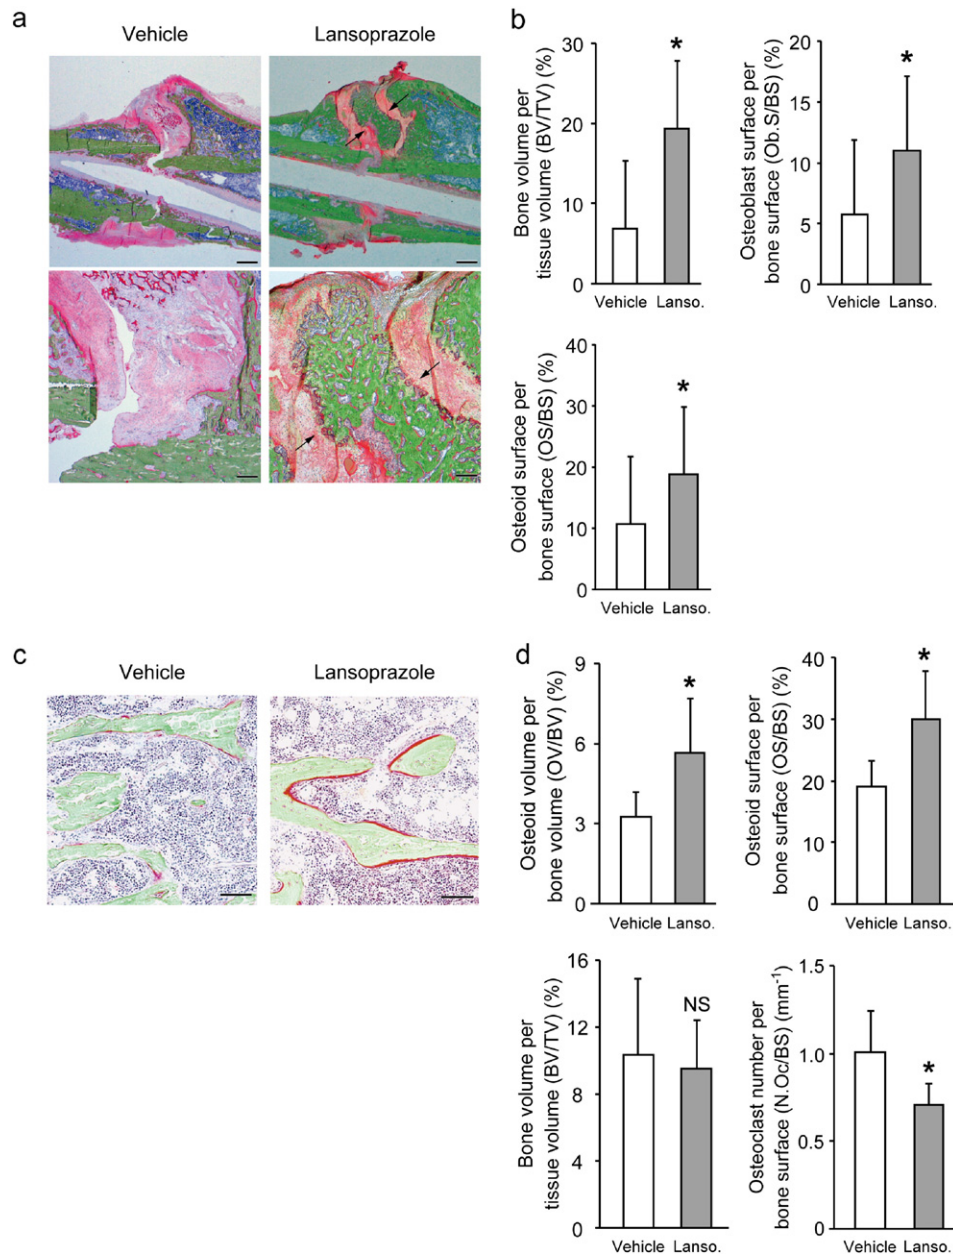 a
Vehicle
Lansoprazole
b
Bone volume per
tissue volume (BV/TV) (%)
30
20
10
0
*
Vehicle Lanso.
Osteoblast surface per
bone surface (Ob.S/BS) (%)
20
15
10
5
0
*
Vehicle Lanso.
Osteoid surface per
bone surface (OS/BS) (%)
40
30
20
10
0
*
Vehicle Lanso.
c
Vehicle
Lansoprazole
d
Osteoid volume per
bone volume (OV/BV) (%)
9
6
3
0
*
Vehicle Lanso.
Osteoid surface per
bone surface (OS/BS) (%)
40
30
20
10
0
*
Vehicle Lanso.
Bone volume per
tissue volume (BV/TV) (%)
16
12
8
4
0
NS
Vehicle Lanso.
Osteoclast number per
bone surface (N.Oc/BS) (mm⁻¹)
1.5
1.0
0.5
0
*
Vehicle Lanso.